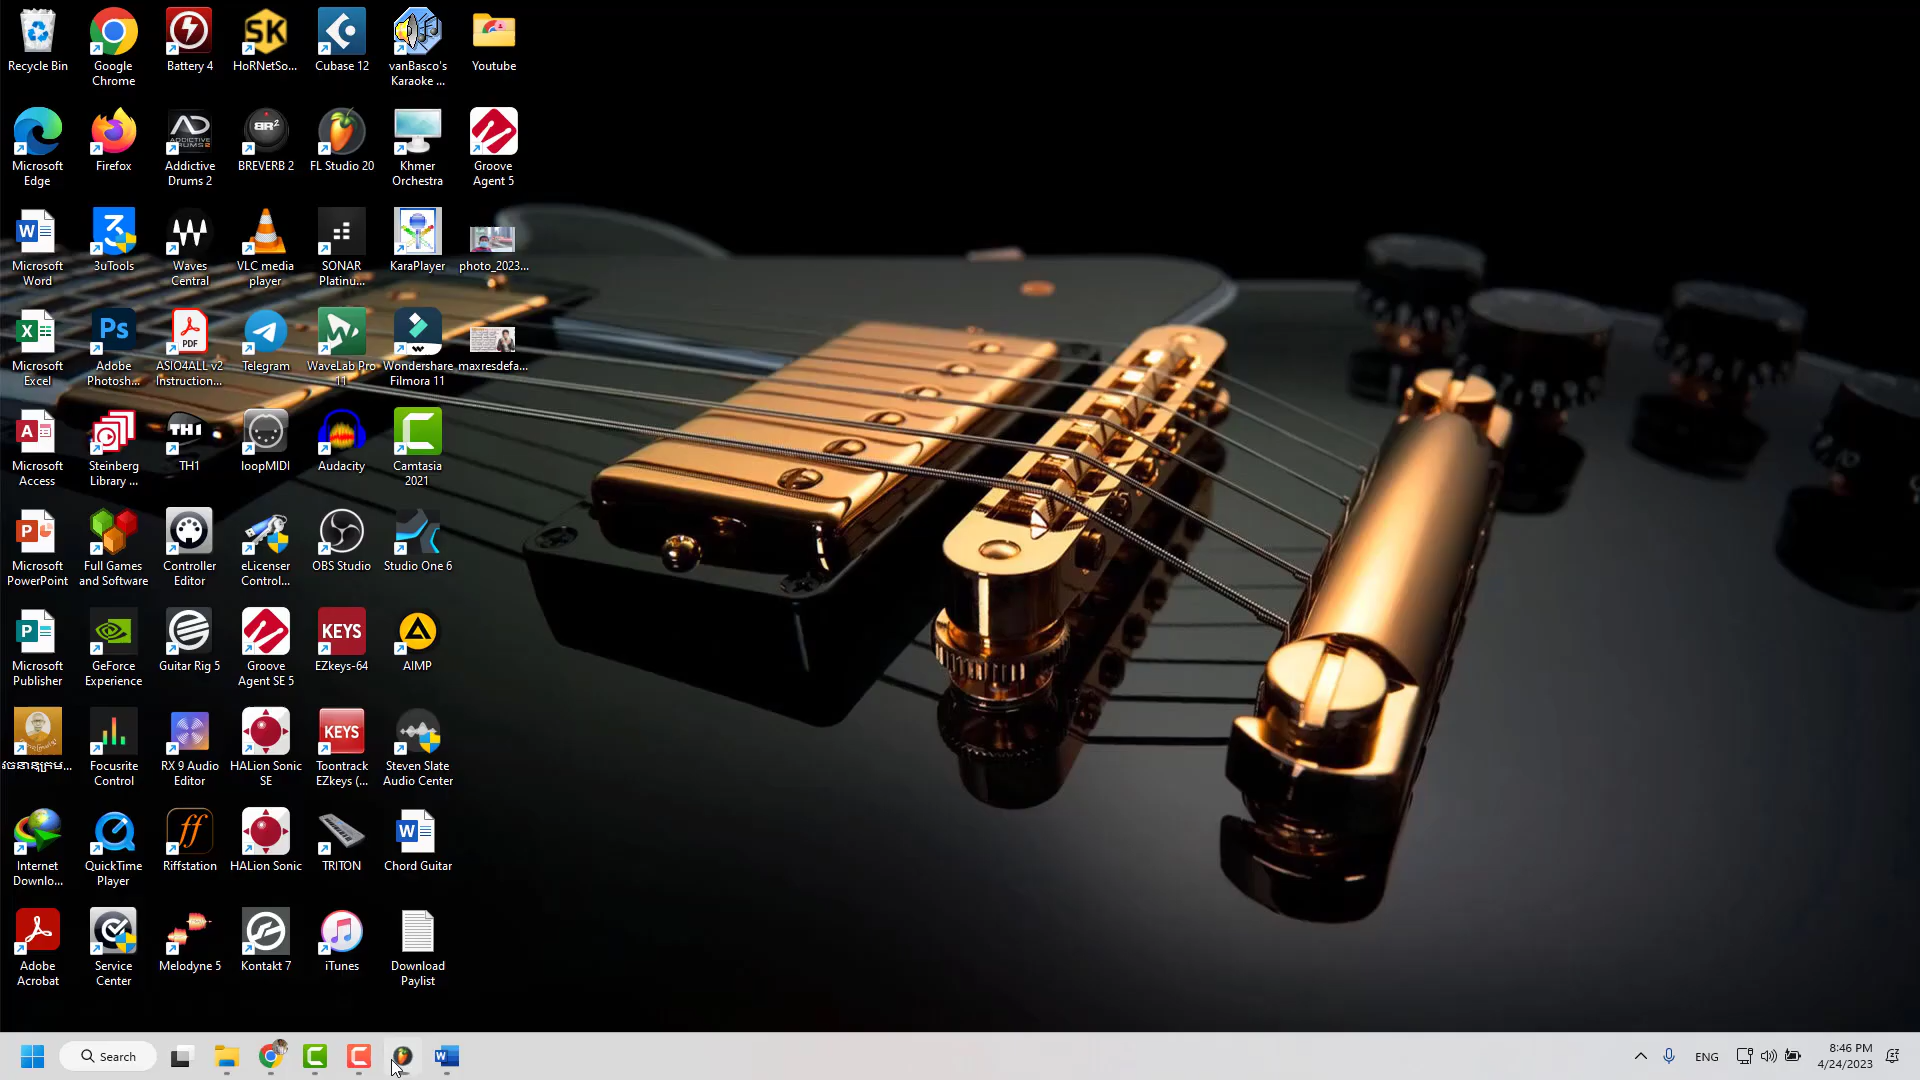 Recycle Bin
Google
Chrome
Battery 4
HoRNetSo...
Cubase 12
vanBasco's
Karaoke ...
Youtube
Microsoft
Edge
Firefox
Addictive
Drums 2
BREVERB 2
FL Studio 20
Khmer
Orchestra
Groove
Agent 5
Microsoft
Word
3uTools
Waves
Central
VLC media
player
SONAR
Platinu...
KaraPlayer
photo_2023...
Microsoft
Excel
Adobe
Photosh...
ASIO4ALL v2
Instruction...
Telegram
WaveLab Pro
11
Wondershare
Filmora 11
maxresdefa...
Microsoft
Access
Steinberg
Library ...
TH1
loopMIDI
Audacity
Camtasia
2021
Microsoft
PowerPoint
Full Games
and Software
Controller
Editor
eLicenser
Control...
OBS Studio
Studio One 6
Microsoft
Publisher
GeForce
Experience
Guitar Rig 5
Groove
Agent SE 5
KEYS
EZkeys-64
AIMP
Focusrite
Control
RX 9 Audio
Editor
HALion Sonic
SE
KEYS
Toontrack
EZkeys (...
Steven Slate
Audio Center
Internet
Downlo...
QuickTime
Player
Riffstation
HALion Sonic
TRITON
Chord Guitar
Adobe
Acrobat
Service
Center
Melodyne 5
Kontakt 7
iTunes
Download
Paylist
Search
ENG
8:46 PM
4/24/2023